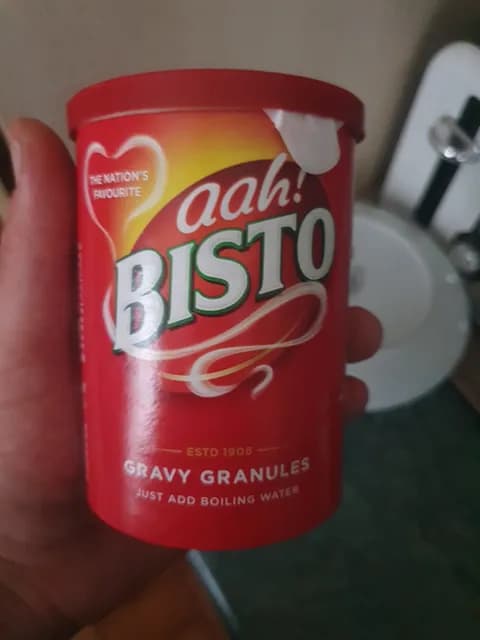 THE NATION'S
FAVOURITE
aah!
BISTO
ESTD 1908
GRAVY GRANULES
JUST ADD BOILING WATER